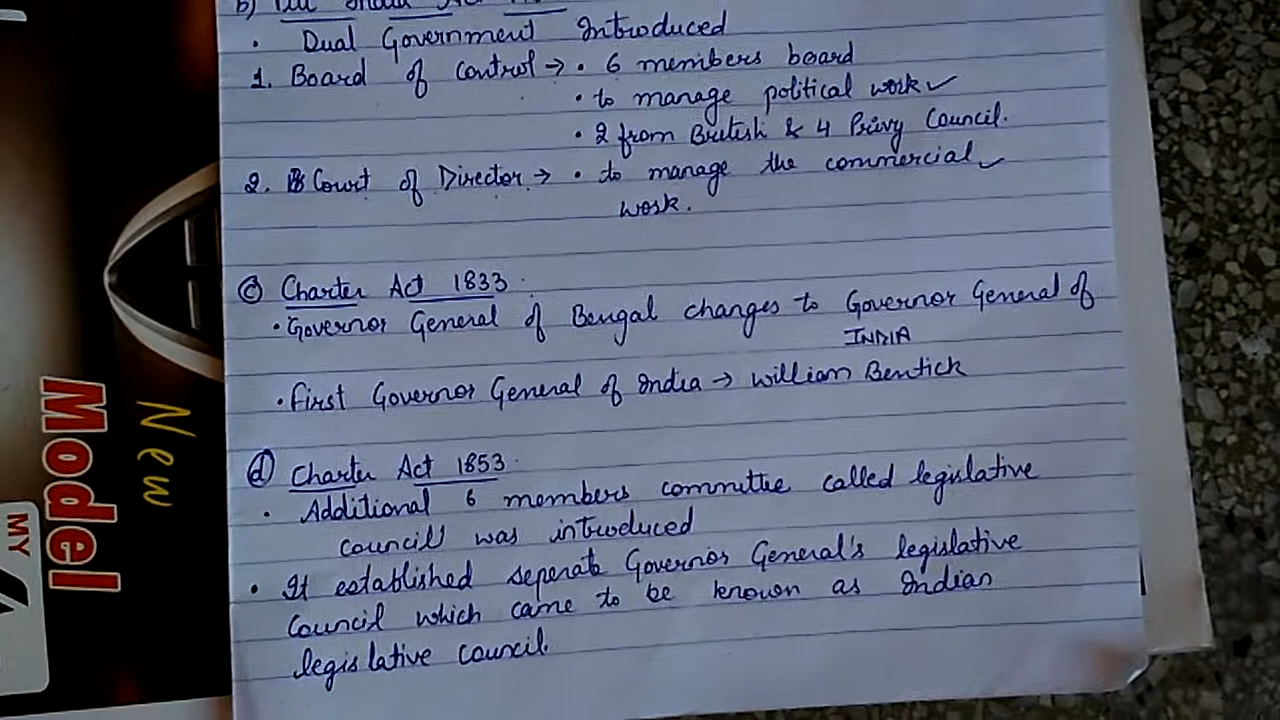 b)
• Dual Government Introduced
1. Board of Control → • 6 members board
• to manage political work ✓
• 2 from British & 4 Privy Council.
2. Court of Director → • to manage the commercial ✓
work.
(c) Charter Act 1833.
• Governor General of Bengal changes to Governor General of
INDIA
• First Governor General of India → William Bentick
(d) Charter Act 1853.
• Additional 6 members committee called legislative
council was introduced
• It established seperate Governor General's legislative
Council which came to be known as Indian
legislative council.
New
Model
MY